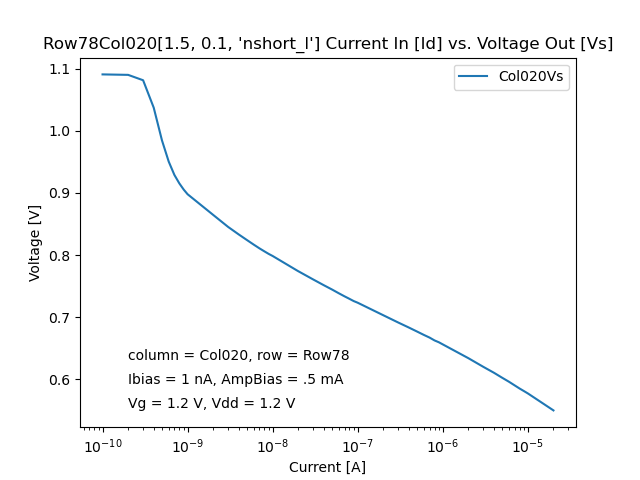 Row78Col020[1.5, 0.1, 'nshort_l'] Current In [Id] vs. Voltage Out [Vs]
Col020Vs
1.1
1.0
0.9
0.8
0.7
0.6
Voltage [V]
column = Col020, row = Row78
Ibias = 1 nA, AmpBias = .5 mA
Vg = 1.2 V, Vdd = 1.2 V
10⁻¹⁰ 10⁻⁹ 10⁻⁸ 10⁻⁷ 10⁻⁶ 10⁻⁵
Current [A]